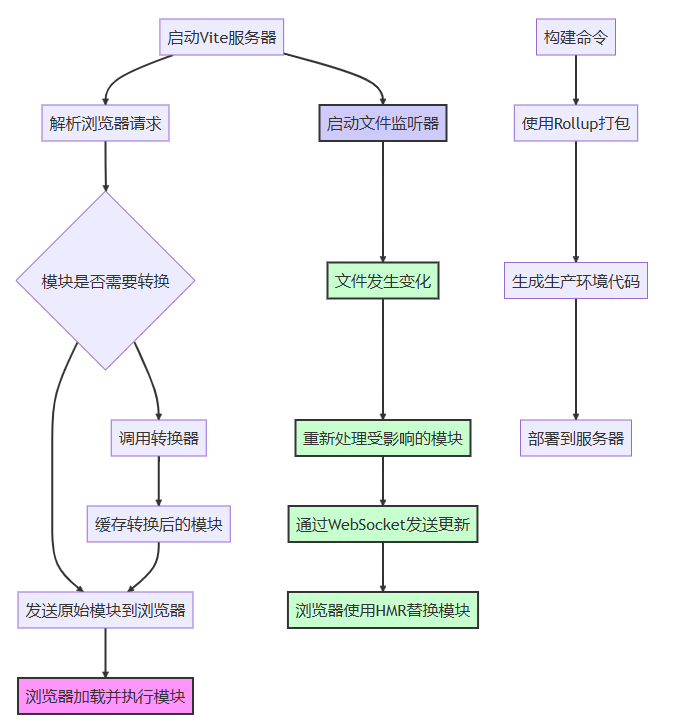 启动Vite服务器
构建命令
解析浏览器请求
启动文件监听器
使用Rollup打包
模块是否需要转换
文件发生变化
生成生产环境代码
调用转换器
重新处理受影响的模块
部署到服务器
缓存转换后的模块
通过WebSocket发送更新
发送原始模块到浏览器
浏览器使用HMR替换模块
浏览器加载并执行模块